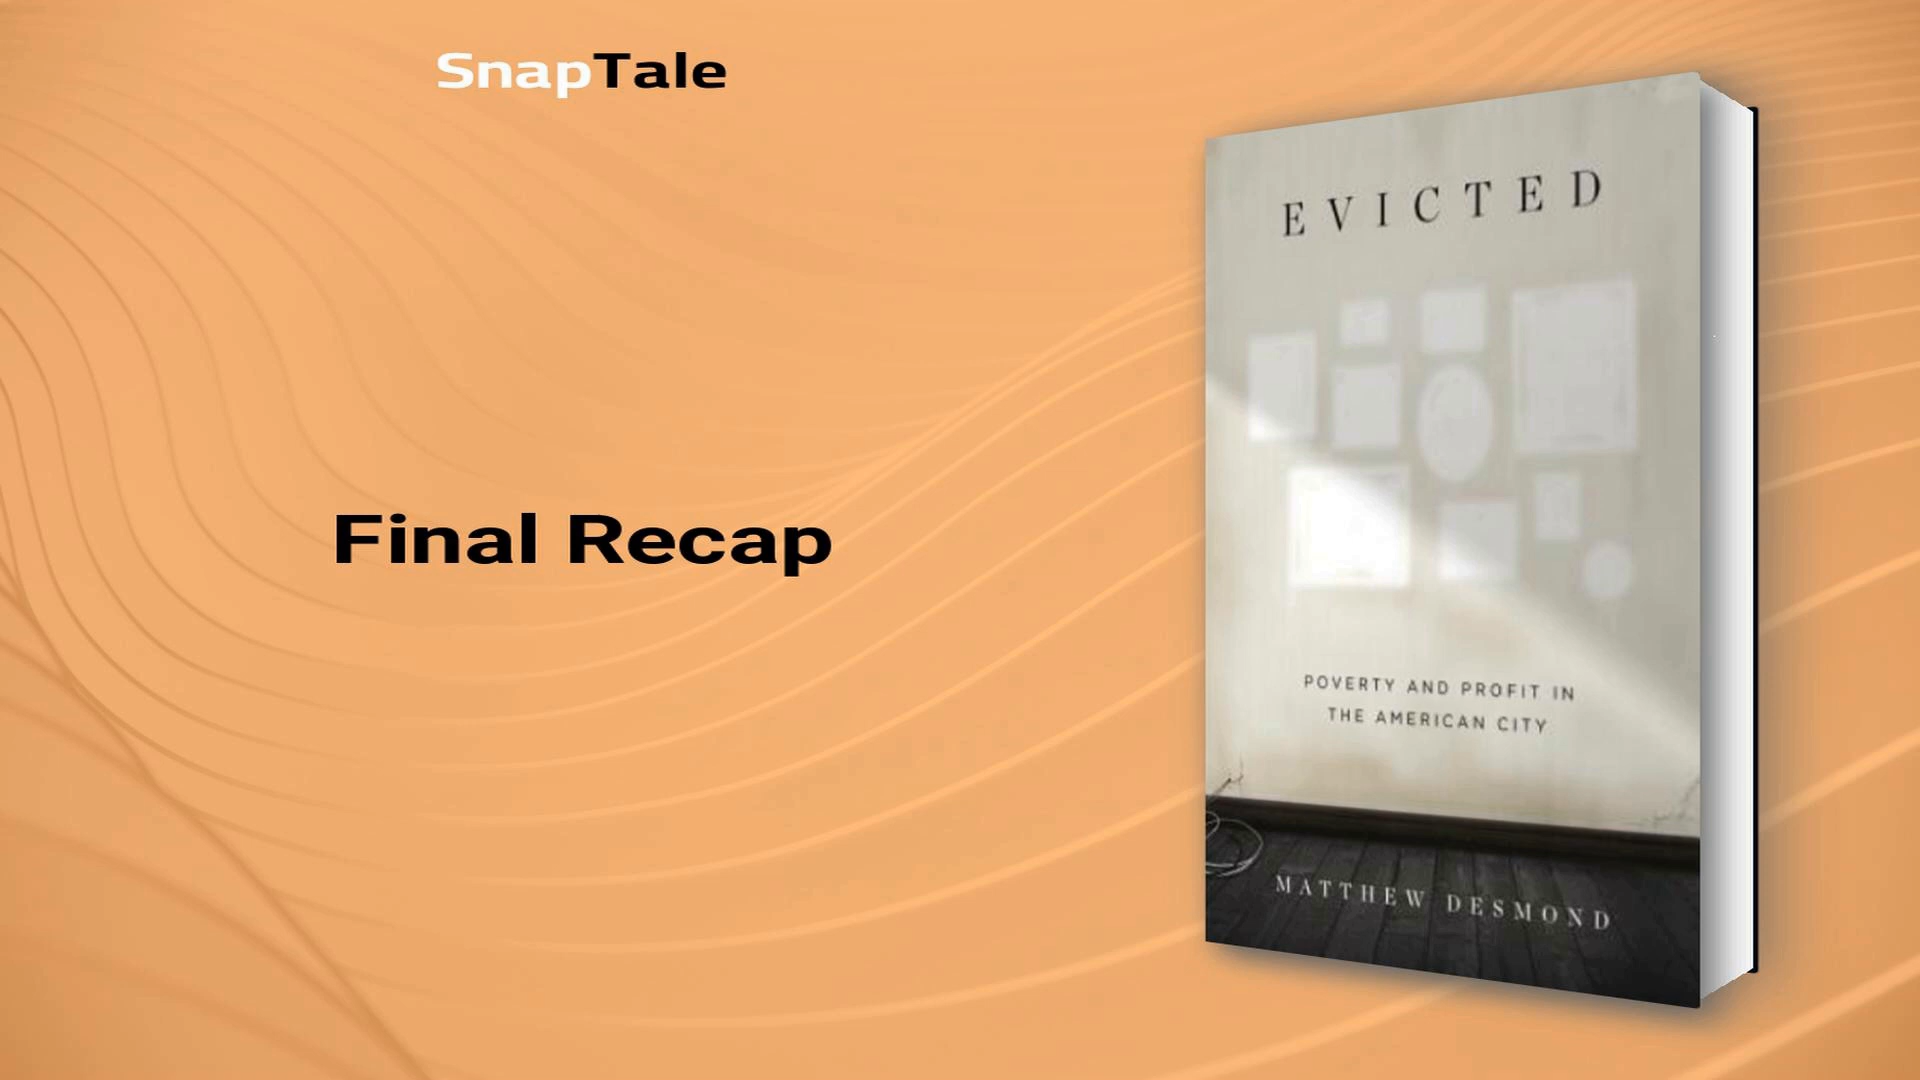 SnapTale
Final Recap
EVICTED
POVERTY AND PROFIT IN
THE AMERICAN CITY
MATTHEW DESMOND